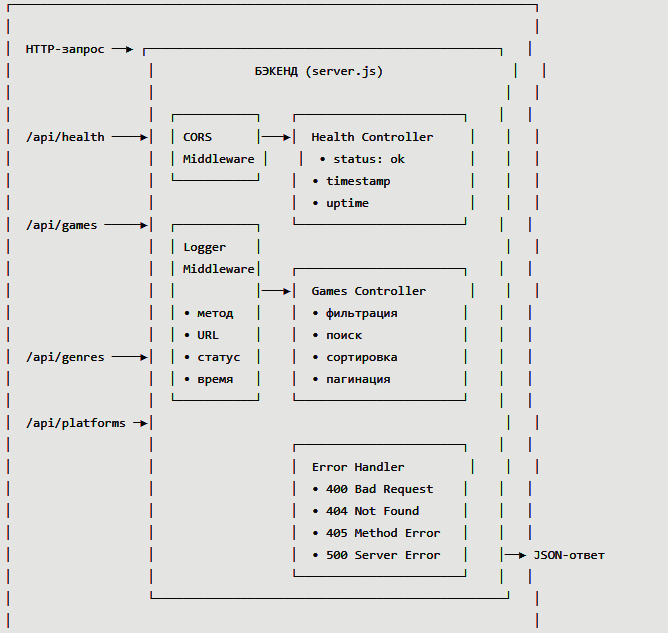 HTTP-запрос
БЭКЕНД (server.js)
/api/health CORS Health Controller
Middleware • status: ok
• timestamp
• uptime
/api/games
Logger
Middleware
Games Controller
• метод • фильтрация
• URL • поиск
/api/genres • статус • сортировка
• время • пагинация
/api/platforms
Error Handler
• 400 Bad Request
• 404 Not Found
• 405 Method Error
• 500 Server Error JSON-ответ